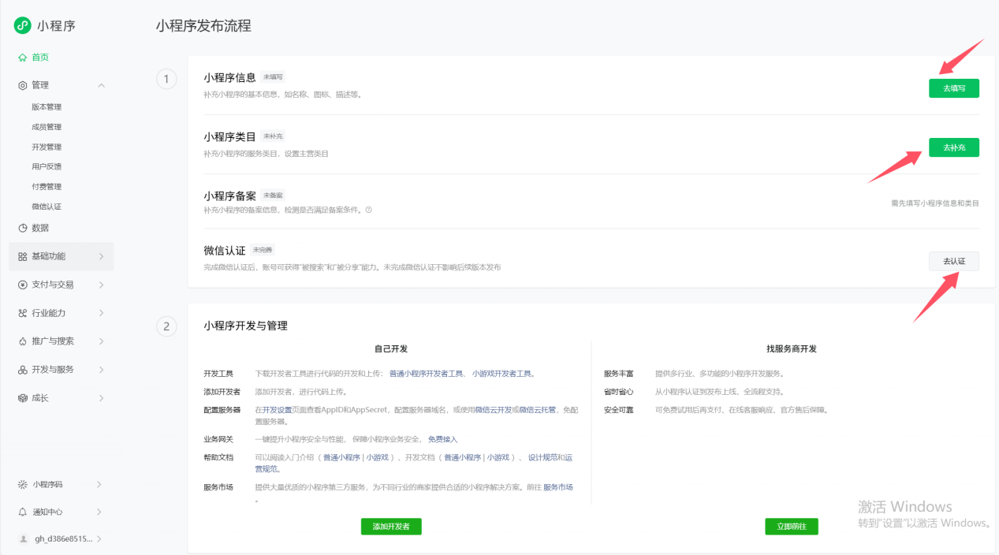 小程序
小程序发布流程
首页
管理
版本管理
成员管理
开发管理
用户反馈
付费管理
微信认证
数据
基础功能
支付与交易
行业能力
推广与搜索
开发与服务
成长
小程序码
通知中心
gh_d386e8515...
1
小程序信息 未填写
补充小程序的基本信息，如名称、图标、描述等。
去填写
小程序类目 未补充
补充小程序的服务类目，设置主营类目
去补充
小程序备案 未备案
补充小程序的备案信息，检测是否满足备案条件。
需先填写小程序信息和类目
微信认证 未完善
完成微信认证后，账号可获得“被搜索”和“被分享”能力。未完成微信认证不影响后续版本发布
去认证
2
小程序开发与管理
自己开发
开发工具 下载开发者工具进行代码的开发和上传： 普通小程序开发者工具、 小游戏开发者工具。
添加开发者 添加开发者，进行代码上传。
配置服务器 在开发设置页面查看AppID和AppSecret，配置服务器域名，或使用微信云开发或微信云托管，免配
置服务器。
业务网关 一键提升小程序安全与性能， 保障小程序业务安全， 免费接入
帮助文档 可以阅读入门介绍（ 普通小程序 | 小游戏 ）、开发文档（ 普通小程序 | 小游戏 ）、 设计规范和运
营规范。
服务市场 提供大量优质的小程序第三方服务，为不同行业的商家提供合适的小程序解决方案。前往 服务市场
。
添加开发者
找服务商开发
服务丰富 提供多行业、多功能的小程序开发服务。
省时省心 从小程序认证到发布上线，全流程支持。
安全可靠 可免费试用后再支付、在线客服响应、官方售后保障。
立即前往
激活 Windows
转到“设置”以激活 Windows。